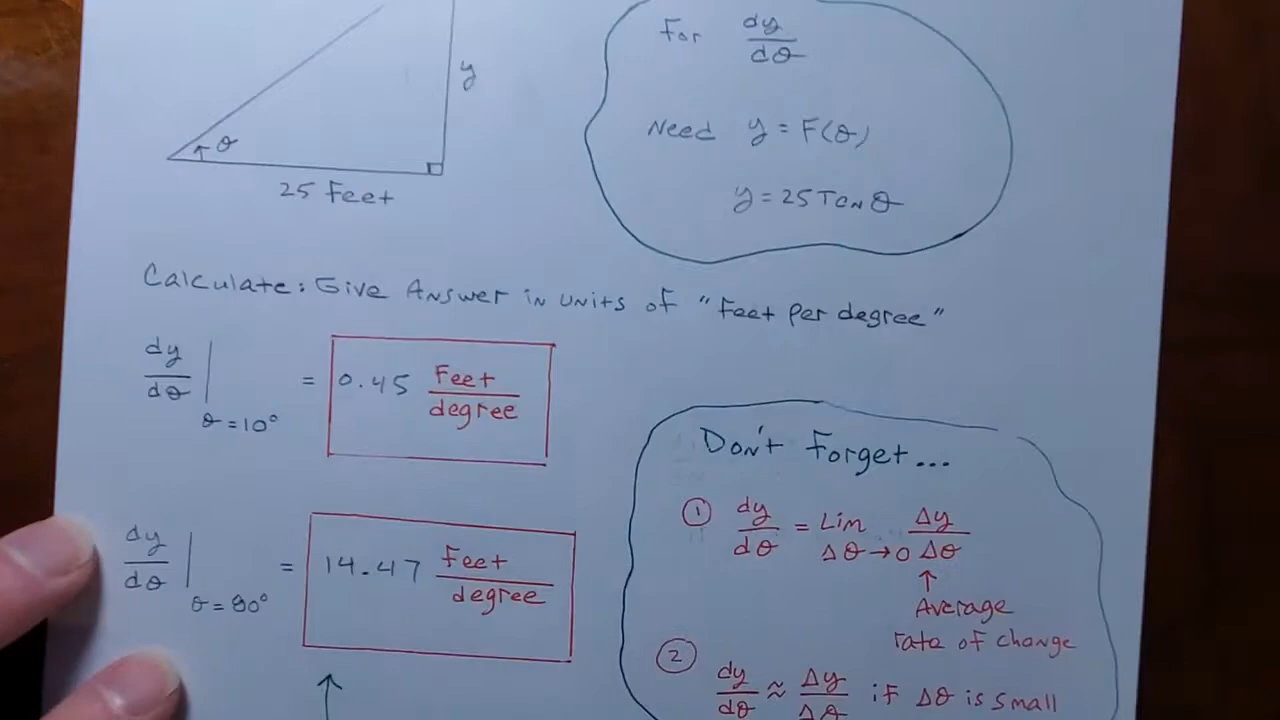 y
θ
25 Feet
For dy/dθ
Need y = F(θ)
y = 25 Tan θ
Calculate: Give Answer in units of "Feet per degree"
dy/dθ | θ = 10° = 0.45 Feet/degree
dy/dθ | θ = 80° = 14.47 Feet/degree
Don't Forget...
① dy/dθ = Lim Δθ→0 Δy/Δθ
↑
Average
rate of change
② dy/dθ ≈ Δy/Δθ if Δθ is small